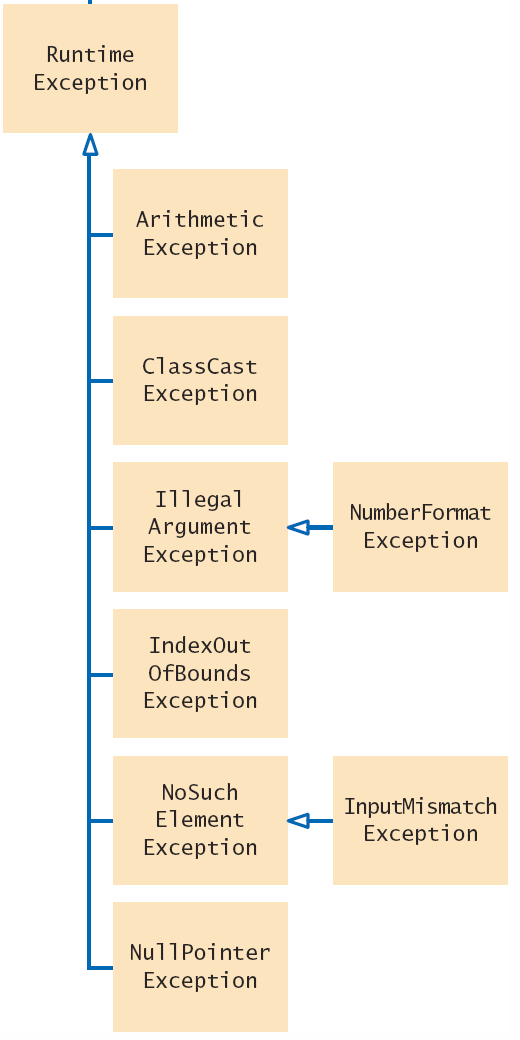 Runtime
Exception
Arithmetic
Exception
ClassCast
Exception
Illegal
Argument
Exception
NumberFormat
Exception
IndexOut
OfBounds
Exception
NoSuch
Element
Exception
InputMismatch
Exception
NullPointer
Exception